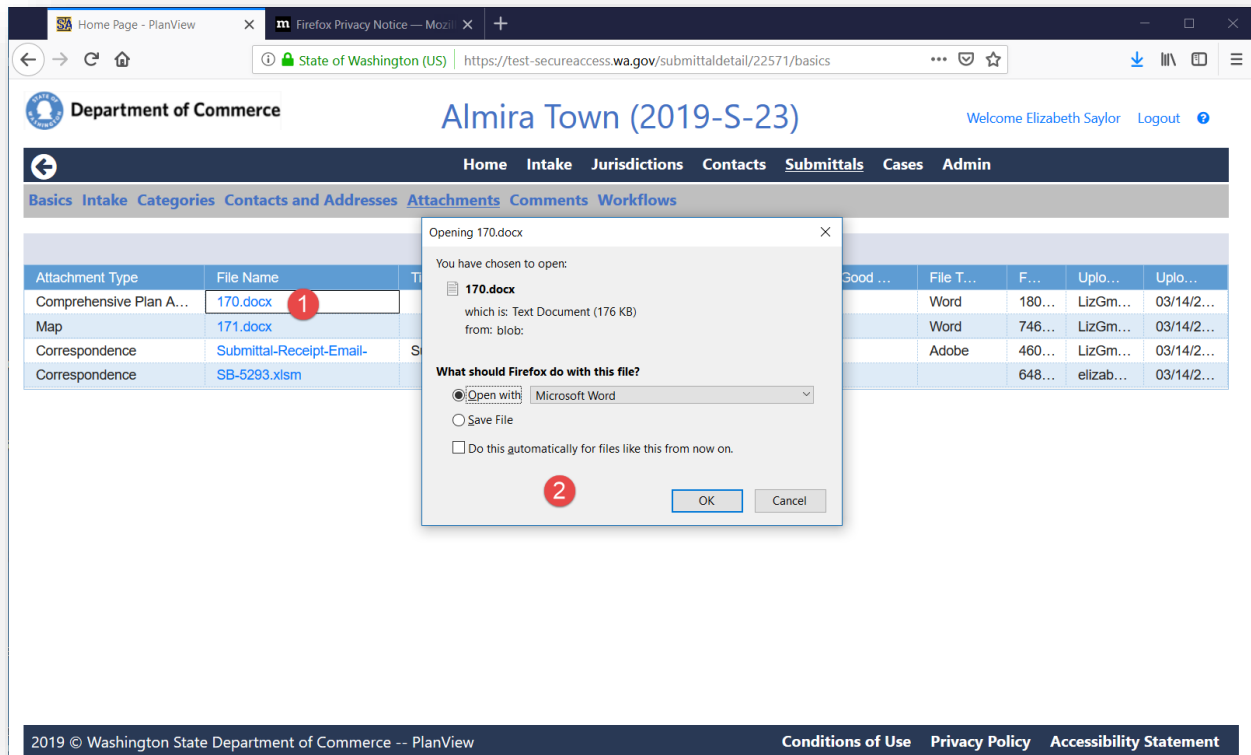 Home Page - PlanView
m Firefox Privacy Notice — Mozil
State of Washington (US) https://test-secureaccess.wa.gov/submittaldetail/22571/basics
Department of Commerce
Almira Town (2019-S-23)
Welcome Elizabeth Saylor Logout ?
Home Intake Jurisdictions Contacts Submittals Cases Admin
Basics Intake Categories Contacts and Addresses Attachments Comments Workflows
Attachment Type File Name Ti Good ... File T... F... Uplo... Uplo...
Comprehensive Plan A... 170.docx 1 Word 180... LizGm... 03/14/2...
Map 171.docx Word 746... LizGm... 03/14/2...
Correspondence Submittal-Receipt-Email- Adobe 460... LizGm... 03/14/2...
Correspondence SB-5293.xlsm 648... elizab... 03/14/2...
Opening 170.docx
You have chosen to open:
170.docx
which is: Text Document (176 KB)
from: blob:
What should Firefox do with this file?
Open with Microsoft Word
Save File
Do this automatically for files like this from now on.
2
OK Cancel
2019 © Washington State Department of Commerce -- PlanView Conditions of Use Privacy Policy Accessibility Statement